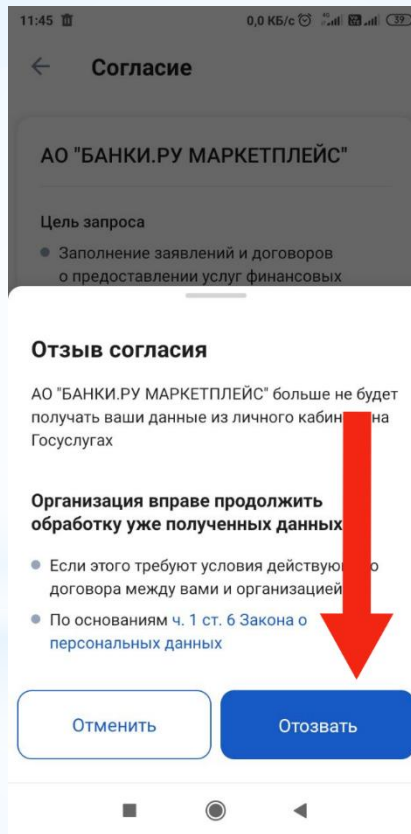 11:45
0,0 КБ/с 4G 39
Согласие
АО "БАНКИ.РУ МАРКЕТПЛЕЙС"
Цель запроса
Заполнение заявлений и договоров
о предоставлении услуг финансовых
Отзыв согласия
АО "БАНКИ.РУ МАРКЕТПЛЕЙС" больше не будет
получать ваши данные из личного на
Госуслугах
Организация вправе продолжить
обработку уже полученных данных
Если этого требуют условия
договора между вами и организацией
По основаниям ч. 1 ст. 6 Закона о
персональных данных
Отменить
Отозвать